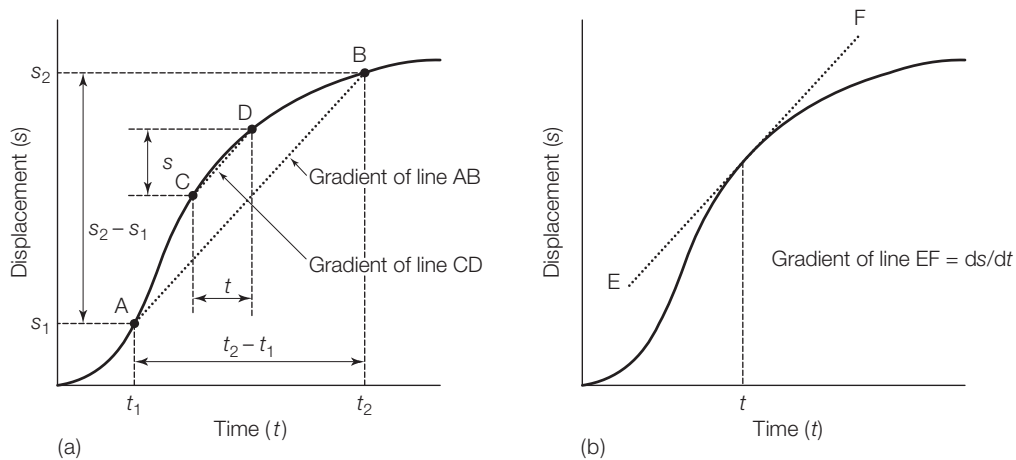 F
s2
B
D
s
C
Gradient of line AB
s2 – s1
Gradient of line CD
Gradient of line EF = ds/dt
E
A
t
s1
t2 – t1
t1
t2
t
Time (t)
Time (t)
Displacement (s)
Displacement (s)
(a)
(b)